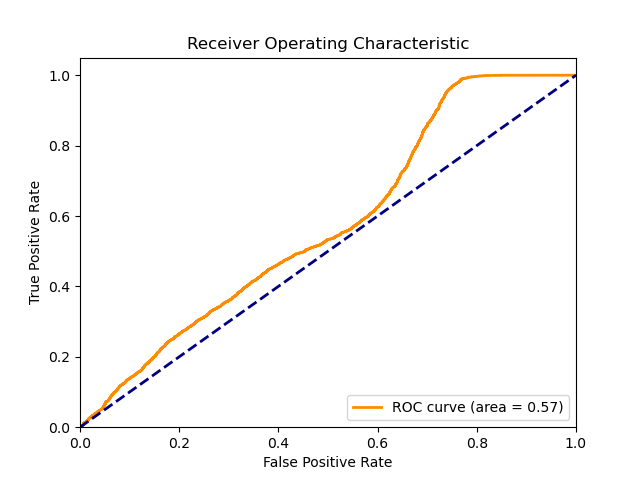 Receiver Operating Characteristic
1.0
0.8
0.6
0.4
0.2
0.0
True Positive Rate
ROC curve (area = 0.57)
0.0 0.2 0.4 0.6 0.8 1.0
False Positive Rate